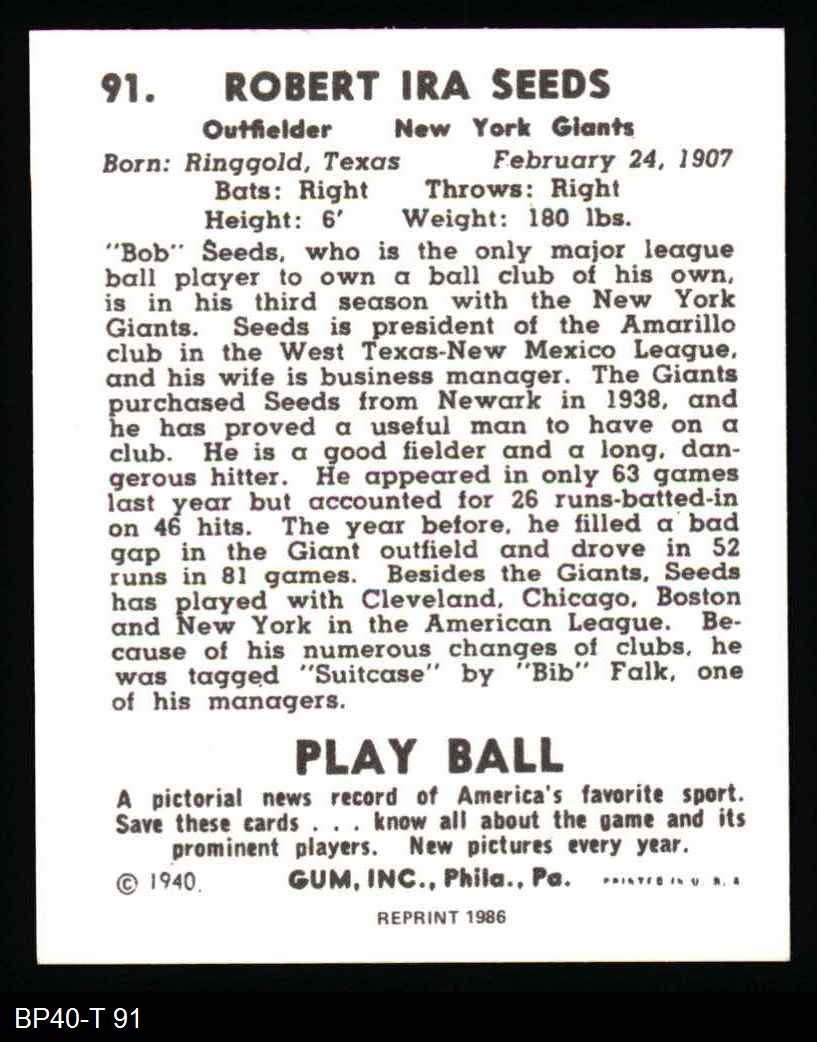 91. ROBERT IRA SEEDS
Outfielder New York Giants
Born: Ringgold, Texas February 24, 1907
Bats: Right Throws: Right
Height: 6' Weight: 180 lbs.
"Bob" Seeds, who is the only major league
ball player to own a ball club of his own,
is in his third season with the New York
Giants. Seeds is president of the Amarillo
club in the West Texas-New Mexico League,
and his wife is business manager. The Giants
purchased Seeds from Newark in 1938, and
he has proved a useful man to have on a
club. He is a good fielder and a long, dan-
gerous hitter. He appeared in only 63 games
last year but accounted for 26 runs-batted-in
on 46 hits. The year before, he filled a bad
gap in the Giant outfield and drove in 52
runs in 81 games. Besides the Giants, Seeds
has played with Cleveland, Chicago, Boston
and New York in the American League. Be-
cause of his numerous changes of clubs, he
was tagged "Suitcase" by "Bib" Falk, one
of his managers.
PLAY BALL
A pictorial news record of America's favorite sport.
Save these cards . . . know all about the game and its
prominent players. New pictures every year.
© 1940. GUM, INC., Phila., Pa. PRINTED IN U. S. A
REPRINT 1986
BP40-T 91